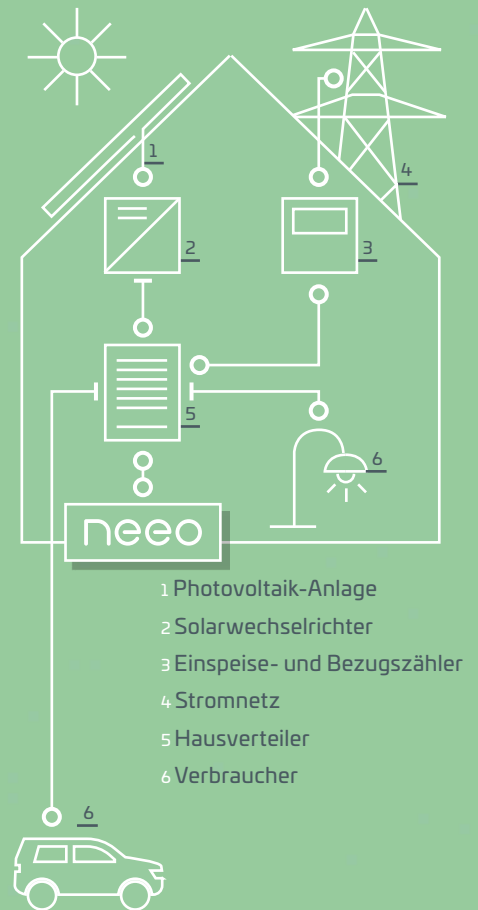 1
4
2
3
5
6
neeo
1 Photovoltaik-Anlage
2 Solarwechselrichter
3 Einspeise- und Bezugszähler
4 Stromnetz
5 Hausverteiler
6 Verbraucher
6